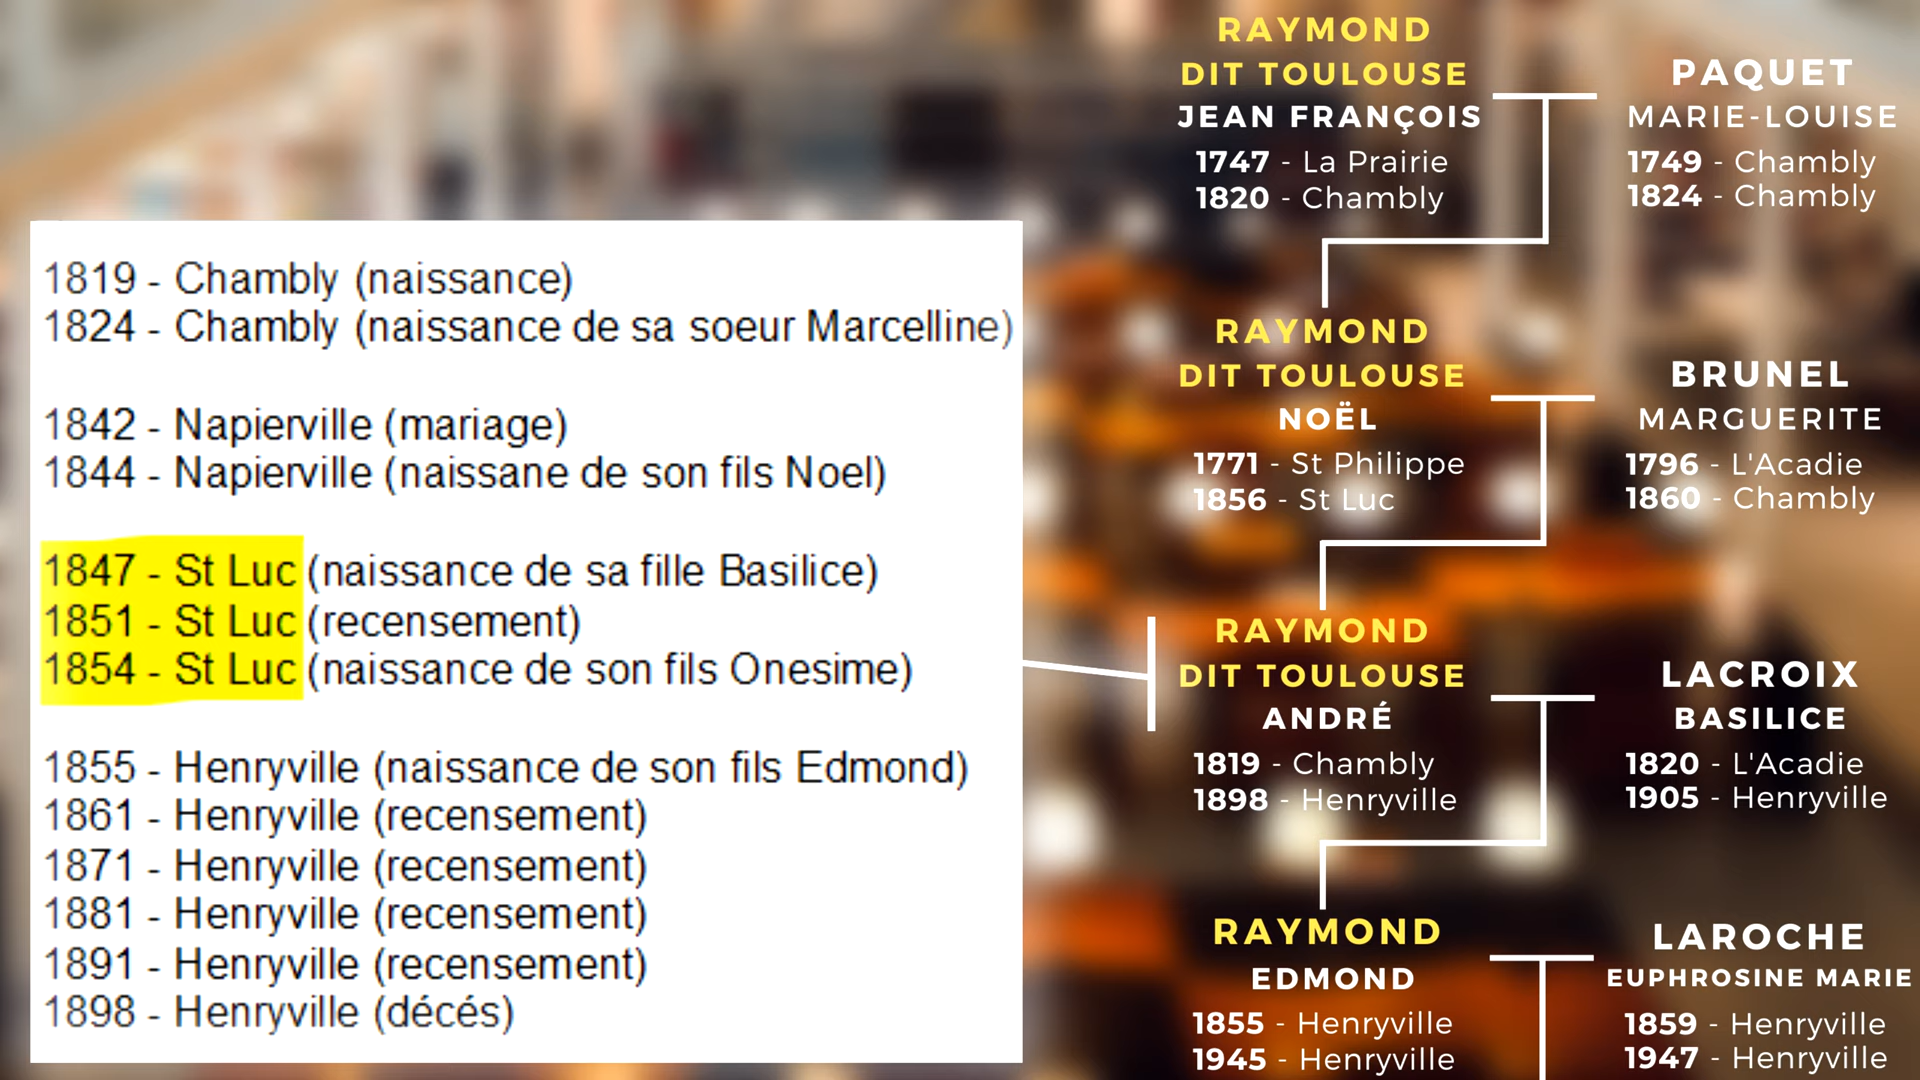 1819 - Chambly (naissance)
1824 - Chambly (naissance de sa soeur Marcelline)
1842 - Napierville (mariage)
1844 - Napierville (naissane de son fils Noel)
1847 - St Luc (naissance de sa fille Basilice)
1851 - St Luc (recensement)
1854 - St Luc (naissance de son fils Onesime)
1855 - Henryville (naissance de son fils Edmond)
1861 - Henryville (recensement)
1871 - Henryville (recensement)
1881 - Henryville (recensement)
1891 - Henryville (recensement)
1898 - Henryville (décés)
RAYMOND
DIT TOULOUSE
JEAN FRANÇOIS
1747 - La Prairie
1820 - Chambly
PAQUET
MARIE-LOUISE
1749 - Chambly
1824 - Chambly
RAYMOND
DIT TOULOUSE
NOËL
1771 - St Philippe
1856 - St Luc
BRUNEL
MARGUERITE
1796 - L'Acadie
1860 - Chambly
RAYMOND
DIT TOULOUSE
ANDRÉ
1819 - Chambly
1898 - Henryville
LACROIX
BASILICE
1820 - L'Acadie
1905 - Henryville
RAYMOND
EDMOND
1855 - Henryville
1945 - Henryville
LAROCHE
EUPHROSINE MARIE
1859 - Henryville
1947 - Henryville